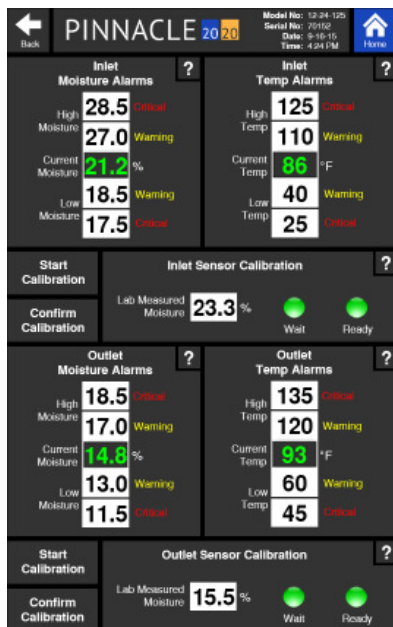 Back
PINNACLE 20 20
Model No: 12-24-125
Serial No: 70152
Date: 9-16-15
Time: 4:24 PM
Home
Inlet
Moisture Alarms
?
High
Moisture
28.5 Critical
27.0 Warning
Current
Moisture
21.2 %
Low
Moisture
18.5 Warning
17.5 Critical
Inlet
Temp Alarms
?
High
Temp
125 Critical
110 Warning
Current
Temp
86 °F
Low
Temp
40 Warning
25 Critical
Start
Calibration
Confirm
Calibration
Inlet Sensor Calibration
?
Lab Measured
Moisture
23.3 %
Wait
Ready
Outlet
Moisture Alarms
?
High
Moisture
18.5 Critical
17.0 Warning
Current
Moisture
14.8 %
Low
Moisture
13.0 Warning
11.5 Critical
Outlet
Temp Alarms
?
High
Temp
135 Critical
120 Warning
Current
Temp
93 °F
Low
Temp
60 Warning
45 Critical
Start
Calibration
Confirm
Calibration
Outlet Sensor Calibration
?
Lab Measured
Moisture
15.5 %
Wait
Ready